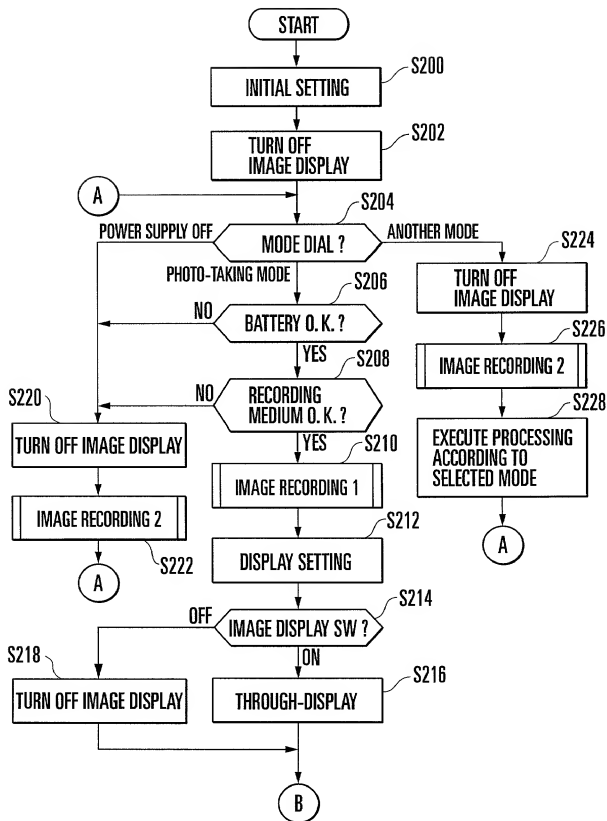 START
S200
INITIAL SETTING
S202
TURN OFF
IMAGE DISPLAY
A
S204
POWER SUPPLY OFF
MODE DIAL ?
ANOTHER MODE
S224
PHOTO-TAKING MODE
TURN OFF
IMAGE DISPLAY
S206
NO
BATTERY O. K. ?
YES
S226
IMAGE RECORDING 2
S208
NO
RECORDING
MEDIUM O. K. ?
YES
S228
EXECUTE PROCESSING
ACCORDING TO
SELECTED MODE
A
S220
TURN OFF IMAGE DISPLAY
S210
IMAGE RECORDING 1
IMAGE RECORDING 2
S222
A
S212
DISPLAY SETTING
S214
OFF
IMAGE DISPLAY SW ?
ON
S218
TURN OFF IMAGE DISPLAY
S216
THROUGH-DISPLAY
B